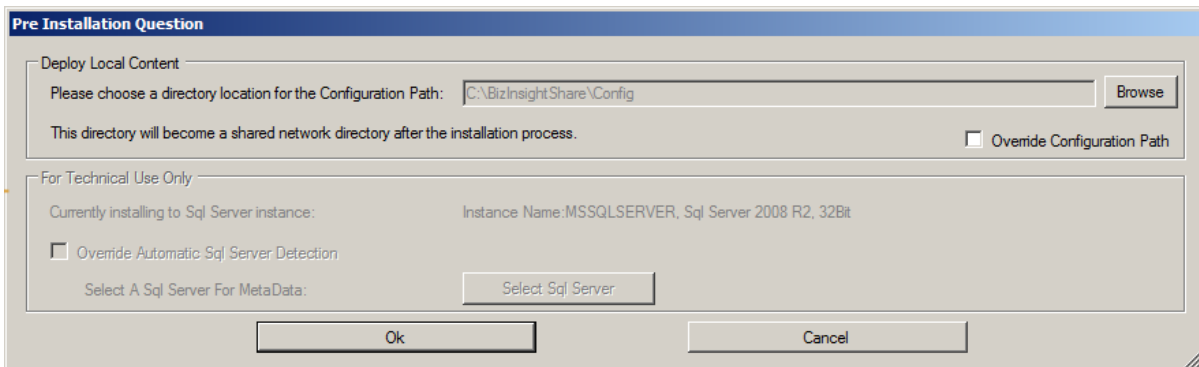 Pre Installation Question
Deploy Local Content
Please choose a directory location for the Configuration Path: C:\BizInsightShare\Config Browse
This directory will become a shared network directory after the installation process.
Override Configuration Path
For Technical Use Only
Currently installing to Sql Server instance: Instance Name:MSSQLSERVER, Sql Server 2008 R2, 32Bit
Override Automatic Sql Server Detection
Select A Sql Server For MetaData: Select Sql Server
Ok Cancel